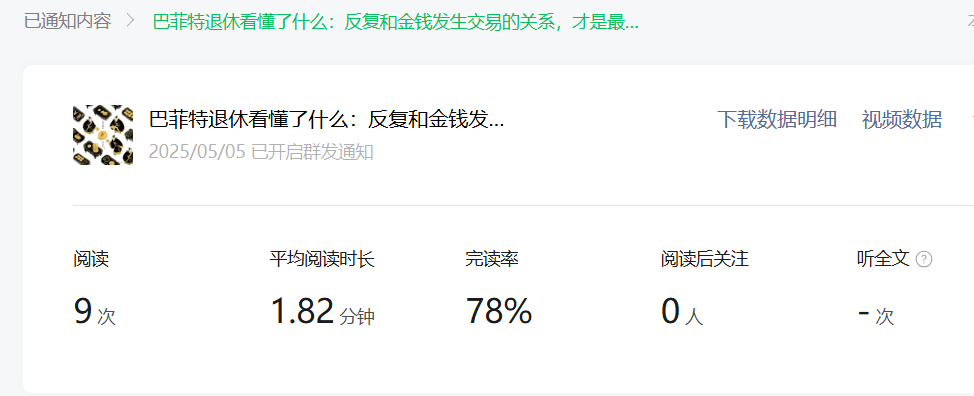 已通知内容 > 巴菲特退休看懂了什么：反复和金钱发生交易的关系，才是最...
巴菲特退休看懂了什么：反复和金钱发... 下载数据明细 视频数据
2025/05/05 已开启群发通知
阅读 平均阅读时长 完读率 阅读后关注 听全文 ?
9 次 1.82 分钟 78% 0 人 - 次